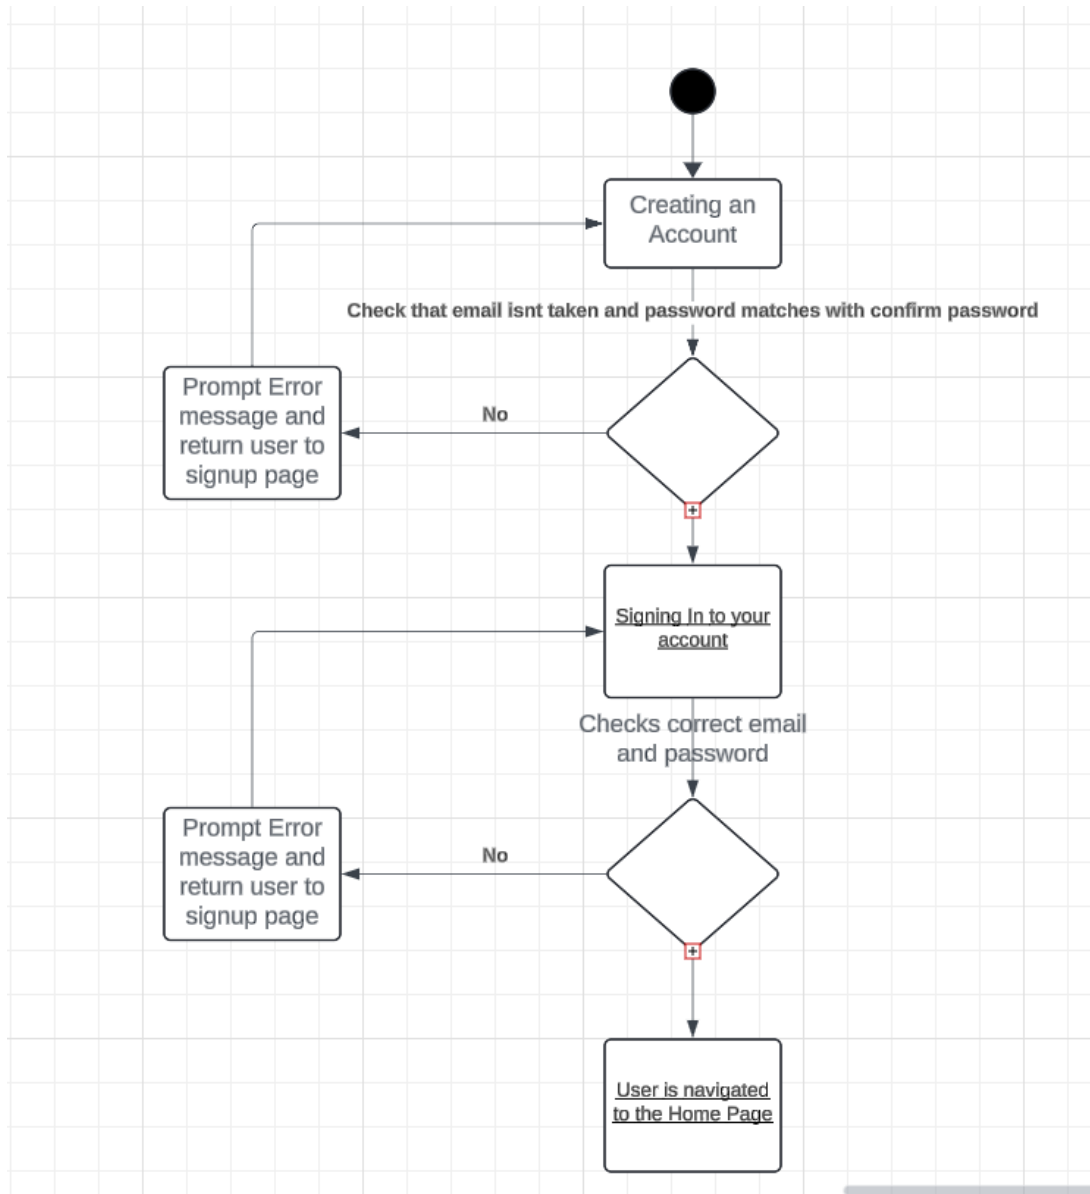 Creating an
Account
Check that email isnt taken and password matches with confirm password
Prompt Error
message and
return user to
signup page
No
Signing In to your
account
Checks correct email
and password
Prompt Error
message and
return user to
signup page
No
User is navigated
to the Home Page